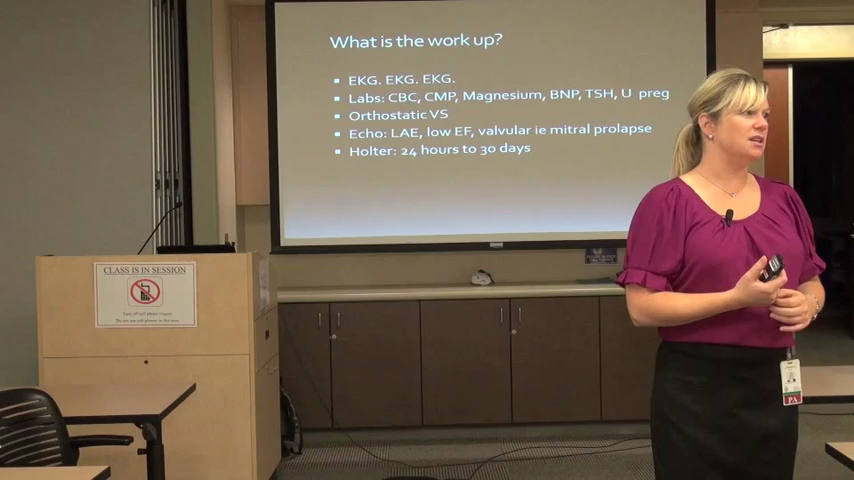 What is the work up?
EKG. EKG. EKG.
Labs: CBC, CMP, Magnesium, BNP, TSH, U preg
Orthostatic VS
Echo: LAE, low EF, valvular ie mitral prolapse
Holter: 24 hours to 30 days
CLASS IS IN SESSION
PA